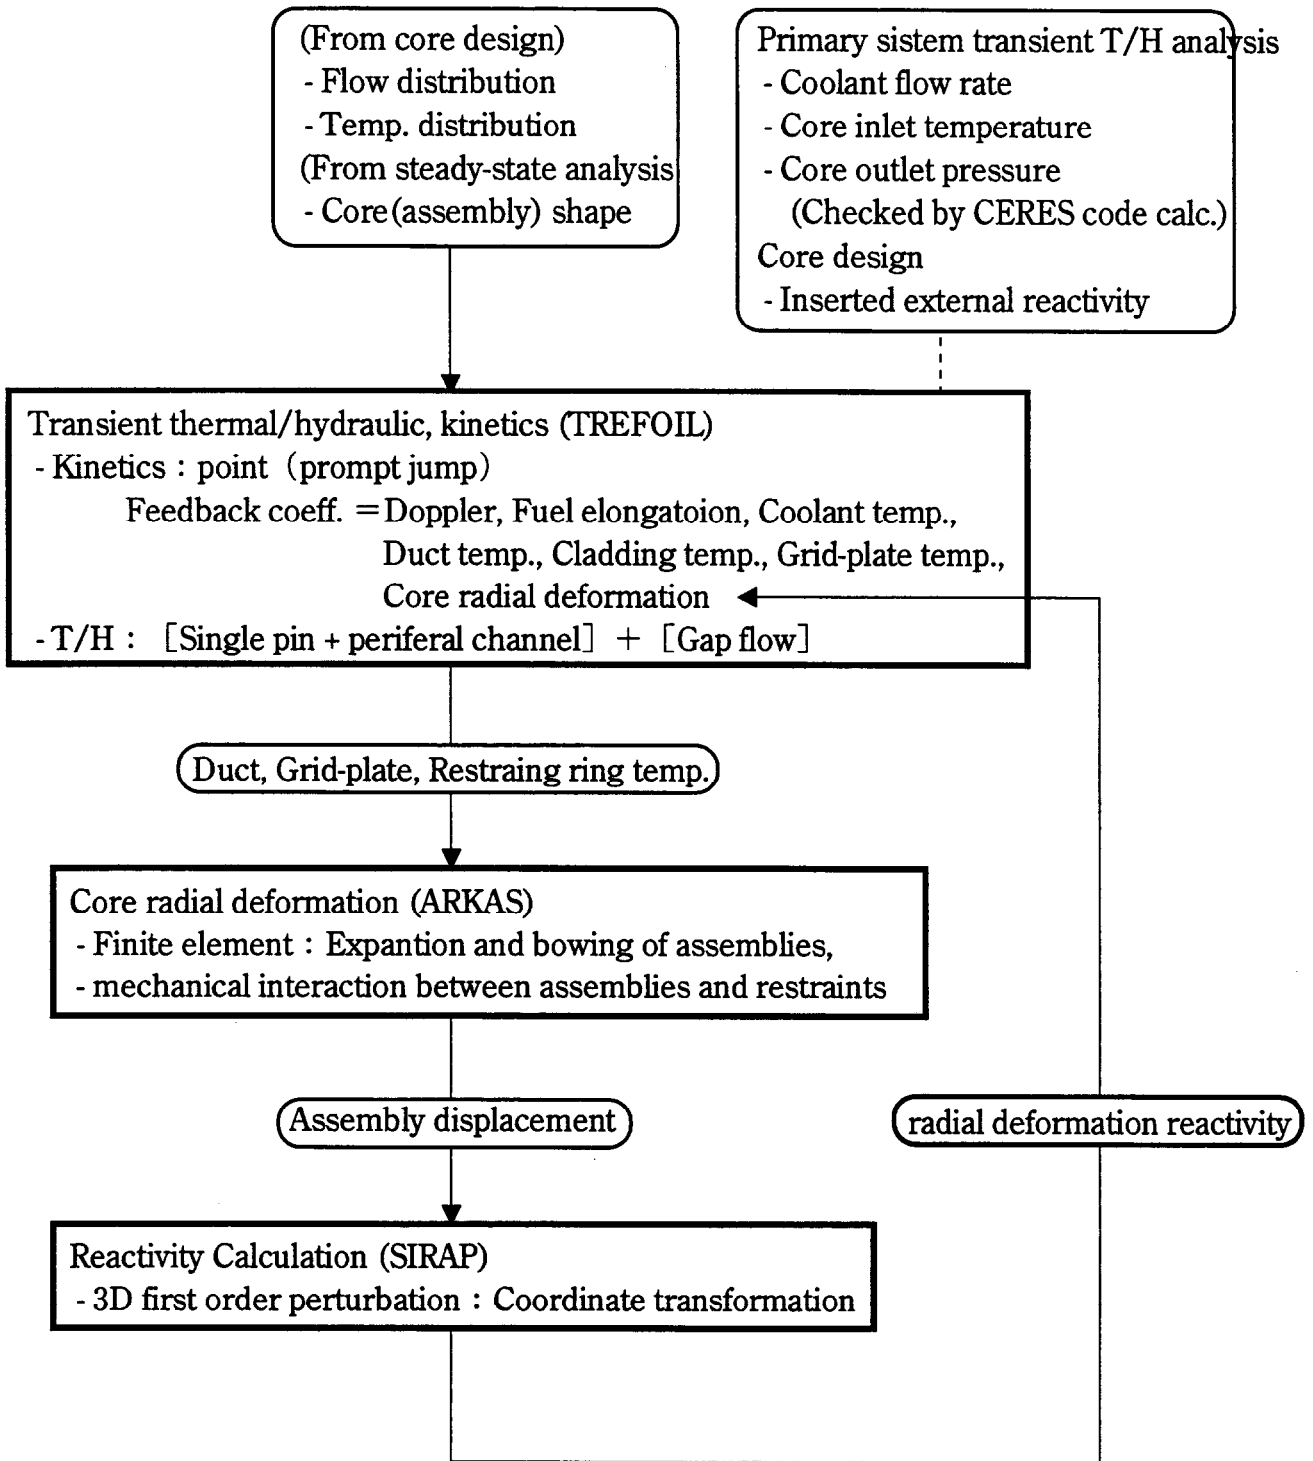 (From core design)
- Flow distribution
- Temp. distribution
(From steady-state analysis
- Core(assembly) shape
Primary sistem transient T/H analysis
- Coolant flow rate
- Core inlet temperature
- Core outlet pressure
(Checked by CERES code calc.)
Core design
- Inserted external reactivity
Transient thermal/hydraulic, kinetics (TREFOIL)
- Kinetics : point (prompt jump)
Feedback coeff. =Doppler, Fuel elongatoion, Coolant temp.,
Duct temp., Cladding temp., Grid-plate temp.,
Core radial deformation
- T/H : [Single pin + periferal channel] + [Gap flow]
Duct, Grid-plate, Restraing ring temp.
Core radial deformation (ARKAS)
- Finite element : Expantion and bowing of assemblies,
- mechanical interaction between assemblies and restraints
Assembly displacement
radial deformation reactivity
Reactivity Calculation (SIRAP)
- 3D first order perturbation : Coordinate transformation